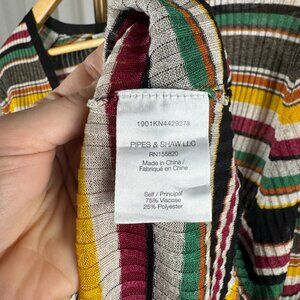 1901KN4429278
PIPES & SHAW LLC
RN155820
Made in China /
Fabriqué en Chine
Self / Principal
75% Viscose
25% Polyester